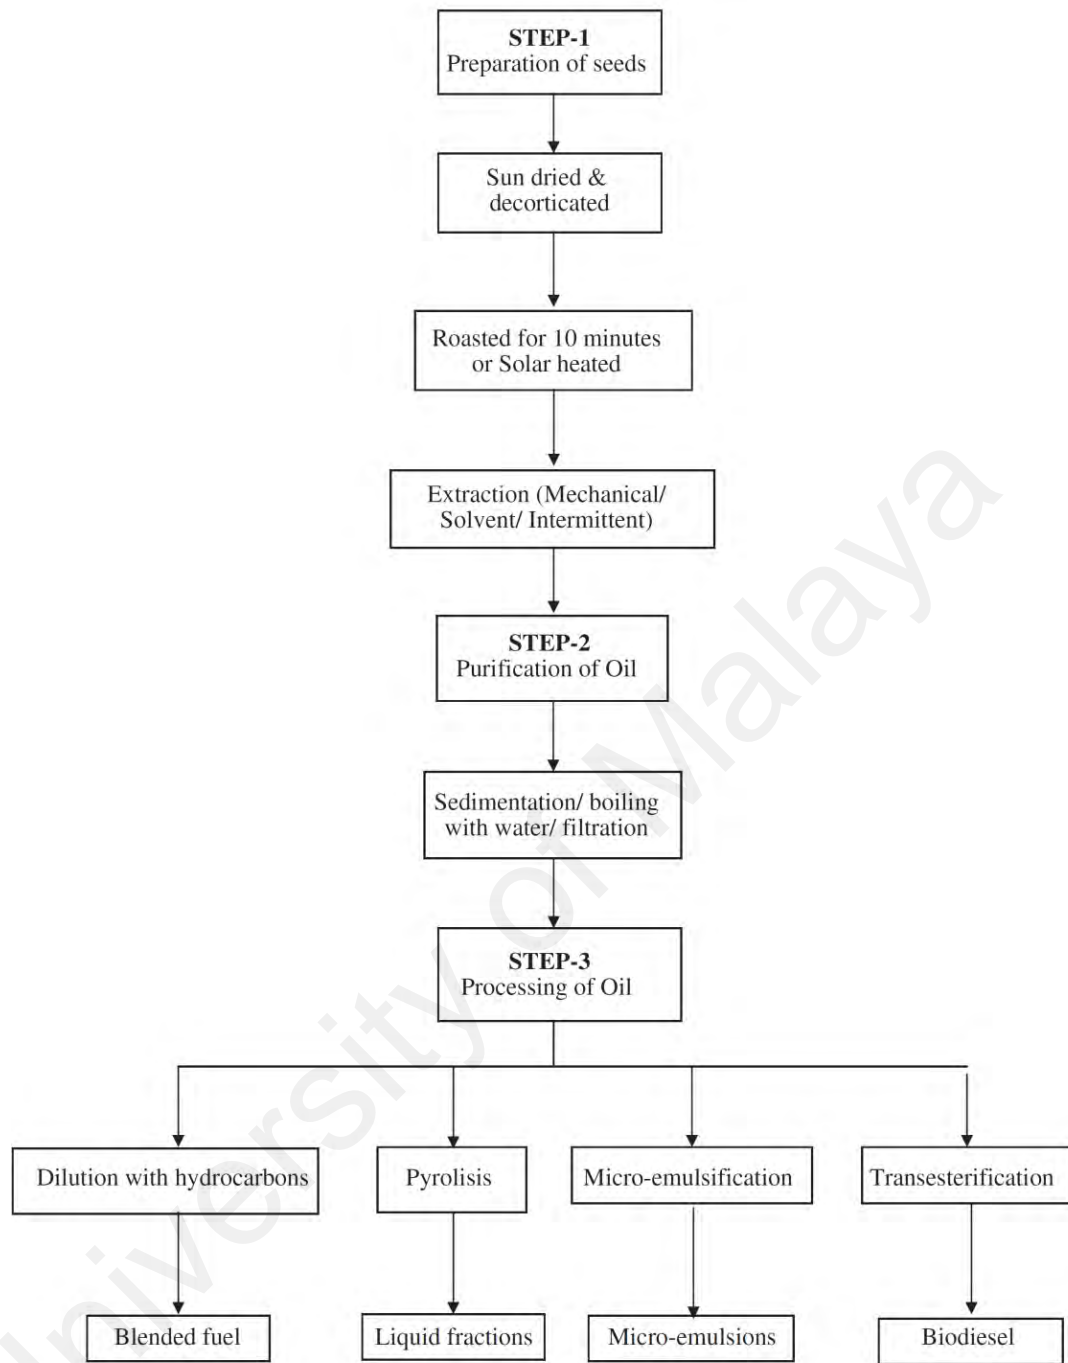 STEP-1
Preparation of seeds
Sun dried &
decorticated
Roasted for 10 minutes
or Solar heated
Extraction (Mechanical/
Solvent/ Intermittent)
STEP-2
Purification of Oil
Sedimentation/ boiling
with water/ filtration
STEP-3
Processing of Oil
Dilution with hydrocarbons
Pyrolisis
Micro-emulsification
Transesterification
Blended fuel
Liquid fractions
Micro-emulsions
Biodiesel
University of Malaya